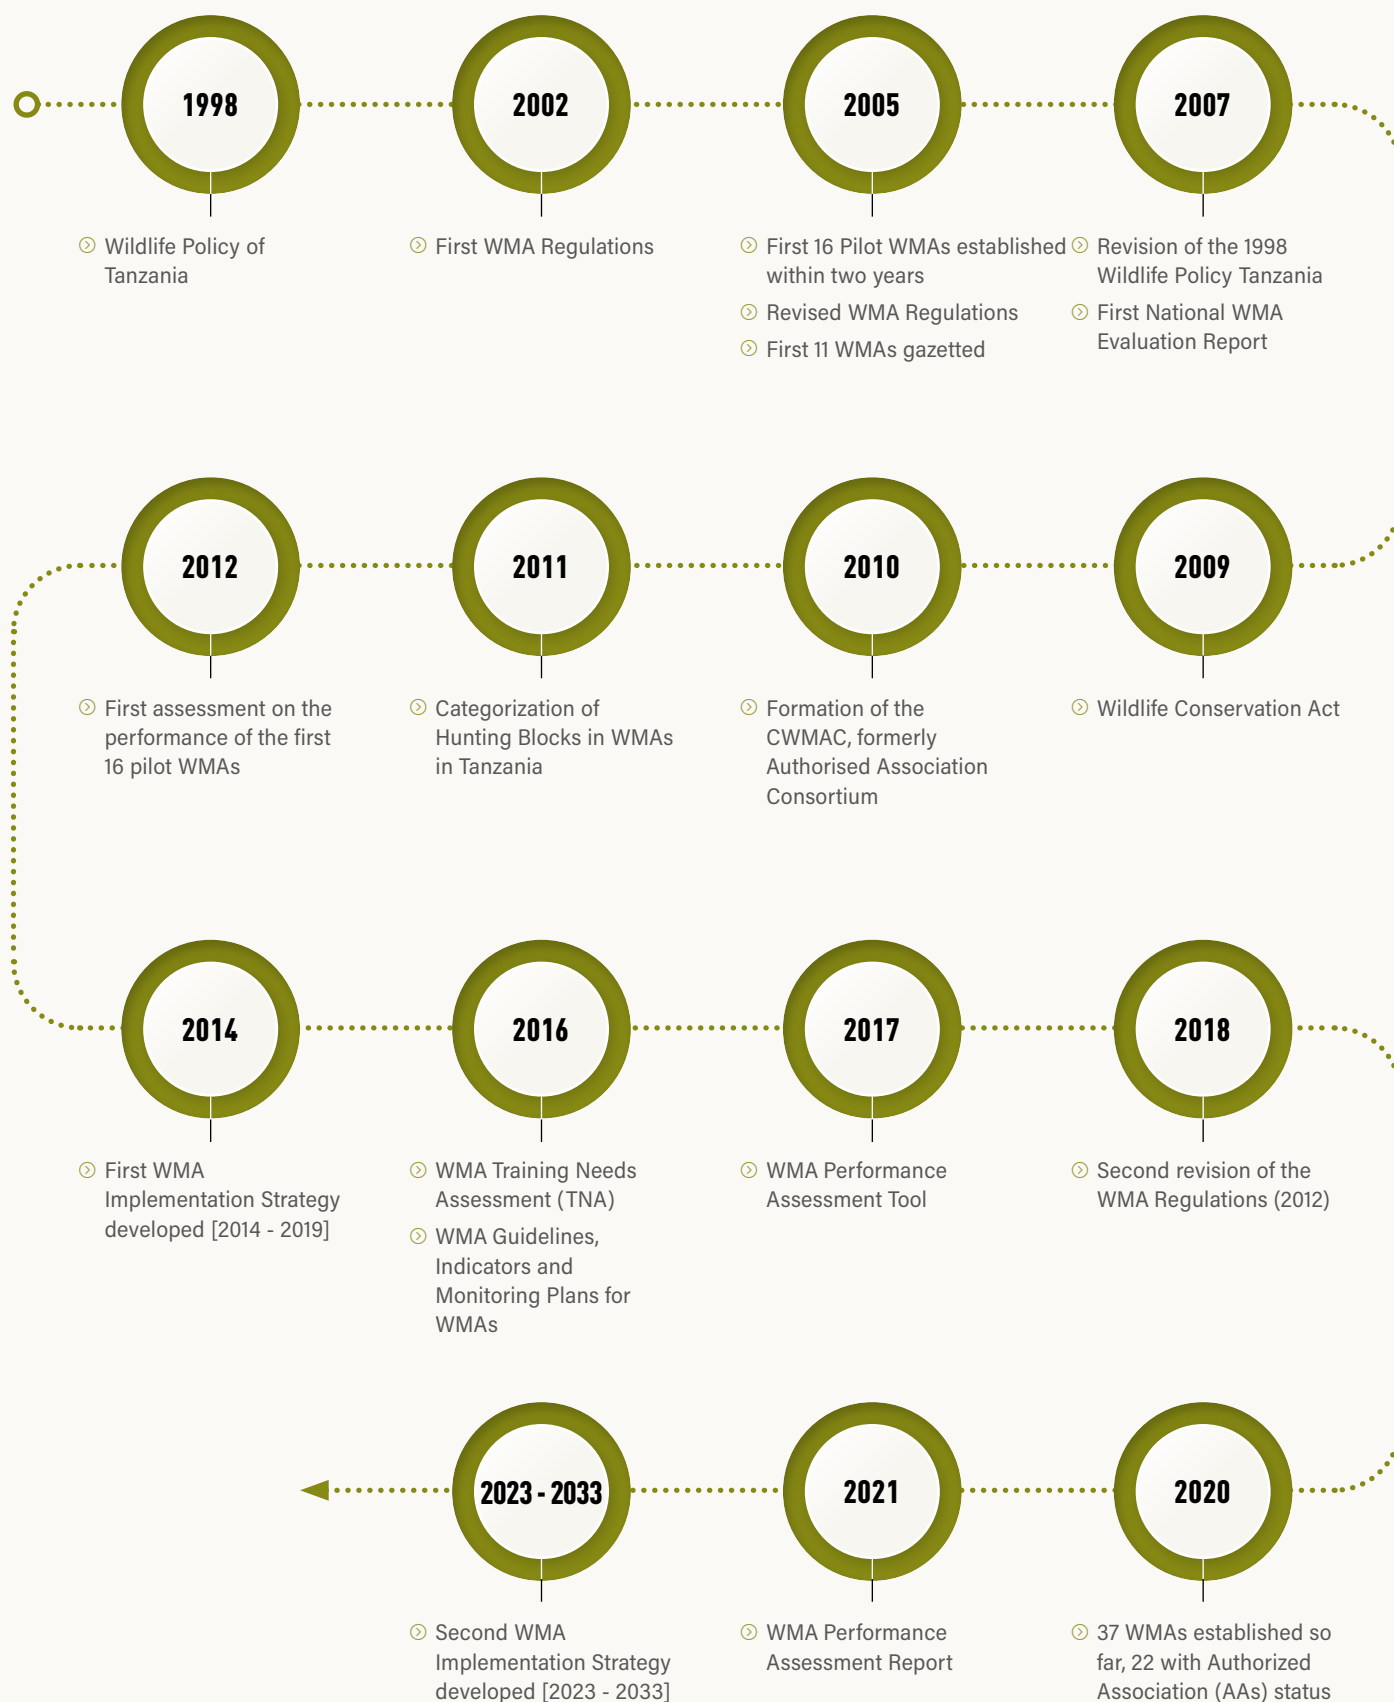 1998
Wildlife Policy of
Tanzania
2002
First WMA Regulations
2005
First 16 Pilot WMAs established
within two years
Revised WMA Regulations
First 11 WMAs gazetted
2007
Revision of the 1998
Wildlife Policy Tanzania
First National WMA
Evaluation Report
2009
Wildlife Conservation Act
2010
Formation of the
CWMAC, formerly
Authorised Association
Consortium
2011
Categorization of
Hunting Blocks in WMAs
in Tanzania
2012
First assessment on the
performance of the first
16 pilot WMAs
2014
First WMA
Implementation Strategy
developed [2014 - 2019]
2016
WMA Training Needs
Assessment (TNA)
WMA Guidelines,
Indicators and
Monitoring Plans for
WMAs
2017
WMA Performance
Assessment Tool
2018
Second revision of the
WMA Regulations (2012)
2020
37 WMAs established so
far, 22 with Authorized
Association (AAs) status
2021
WMA Performance
Assessment Report
2023 - 2033
Second WMA
Implementation Strategy
developed [2023 - 2033]